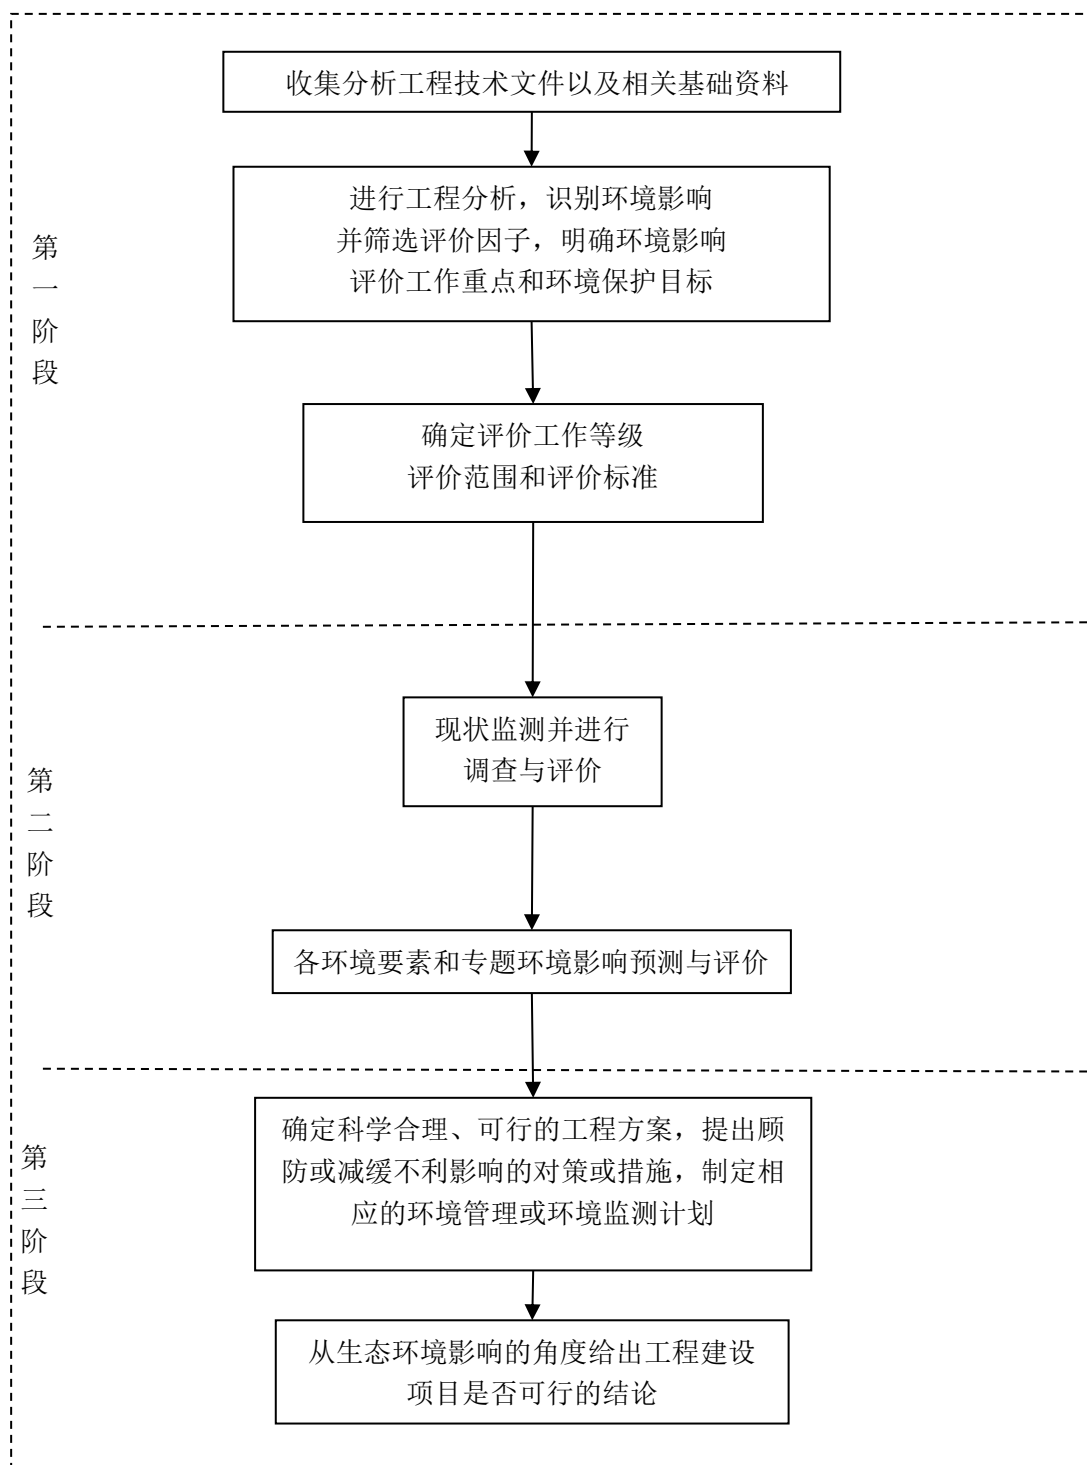 收集分析工程技术文件以及相关基础资料
进行工程分析，识别环境影响
并筛选评价因子，明确环境影响
评价工作重点和环境保护目标
第一阶段
确定评价工作等级
评价范围和评价标准
现状监测并进行
调查与评价
第二阶段
各环境要素和专题环境影响预测与评价
确定科学合理、可行的工程方案，提出顾
防或减缓不利影响的对策或措施，制定相
应的环境管理或环境监测计划
第三阶段
从生态环境影响的角度给出工程建设
项目是否可行的结论